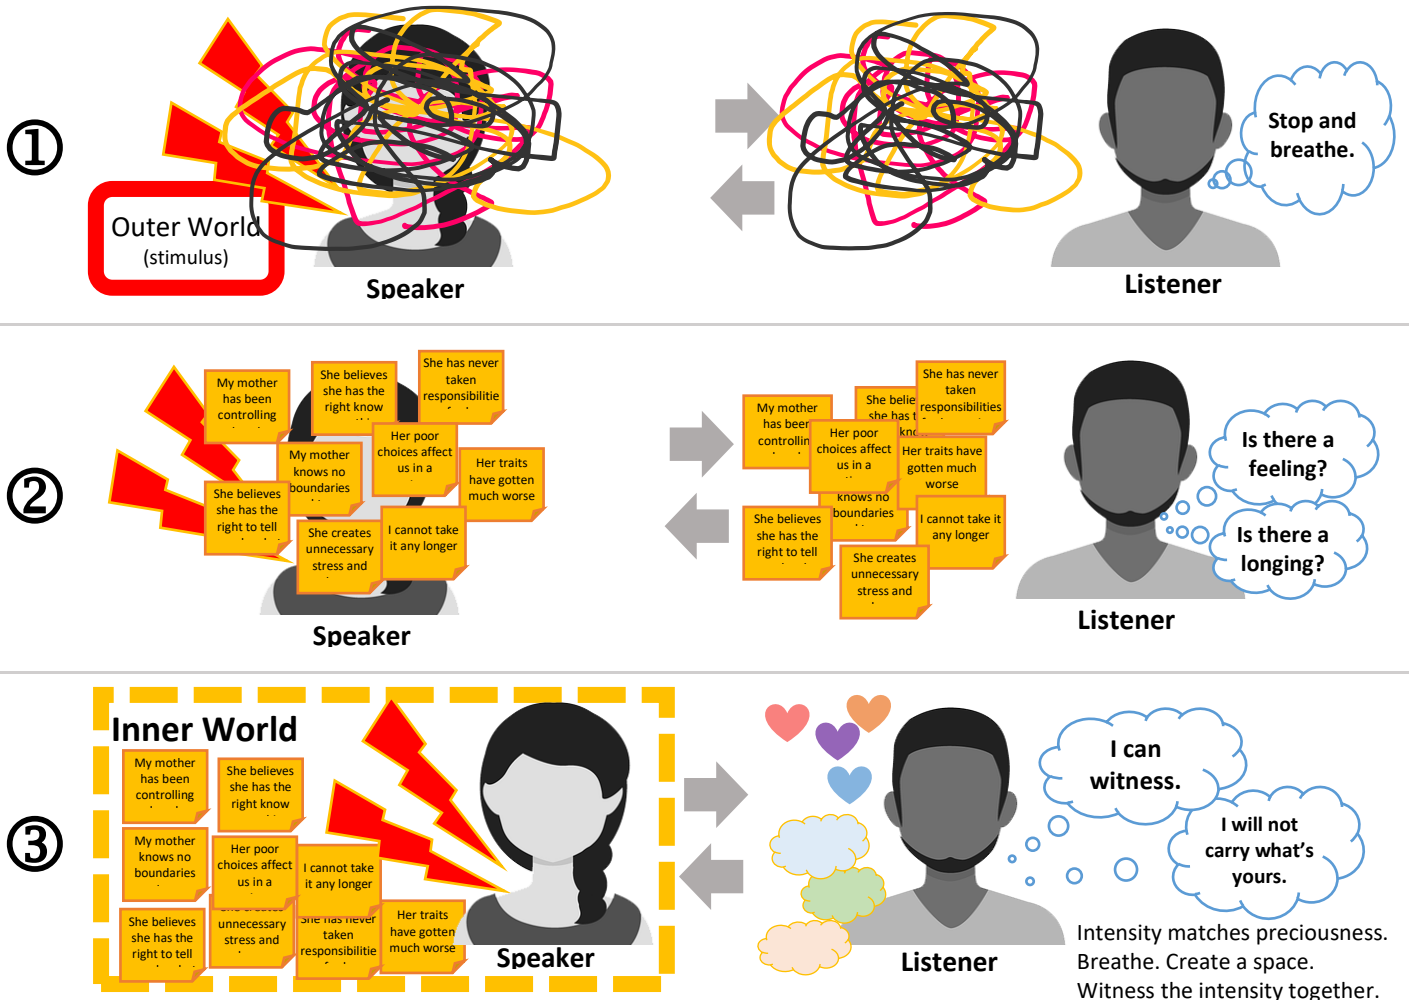 ①
Outer World
(stimulus)
Speaker
Stop and
breathe.
Listener
②
My mother
has been
controlling
She believes
she has the
right know
She has never
taken
responsibilitie
My mother
knows no
boundaries
Her poor
choices affect
us in a
Her traits
have gotten
much worse
She believes
she has the
right to tell
She creates
unnecessary
stress and
I cannot take
it any longer
Speaker
My mother
has been
controllin
She belie
she has t
kno
She has never
taken
responsibilities
Her poor
choices affect
us in a
Her traits have
gotten much
worse
knows no
boundaries
She believes
she has the
right to tell
I cannot take it
any longer
She creates
unnecessary
stress and
Is there a
feeling?
Is there a
longing?
Listener
③
Inner World
My mother
has been
controlling
She believes
she has the
right know
My mother
knows no
boundaries
Her poor
choices affect
us in a
I cannot take
it any longer
She believes
she has the
right to tell
unnecessary
stress and
She has never
taken
responsibilitie
Her traits
have gotten
much worse
Speaker
I can
witness.
I will not
carry what's
yours.
Listener
Intensity matches preciousness.
Breathe. Create a space.
Witness the intensity together.